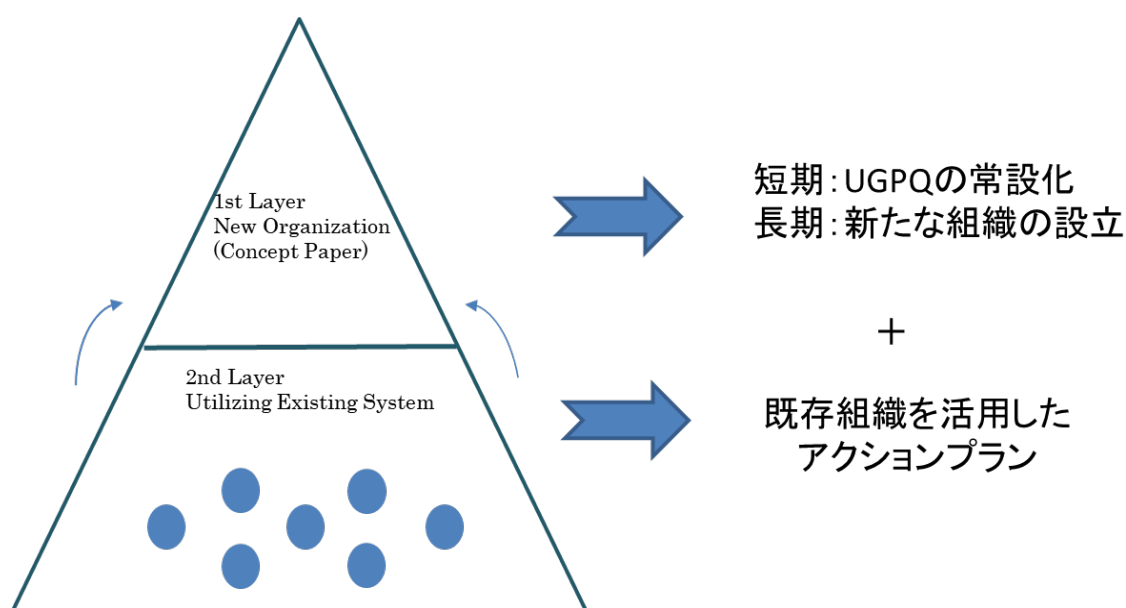 1st Layer
New Organization
(Concept Paper)
短期：UGPQの常設化
長期：新たな組織の設立
＋
2nd Layer
Utilizing Existing System
既存組織を活用した
アクションプラン